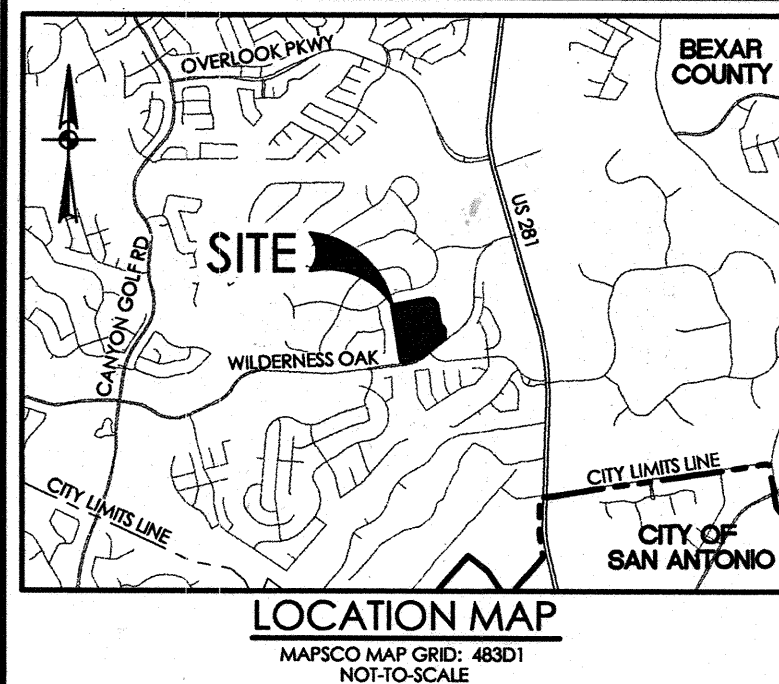 OVERLOOK PKWY
BEXAR
COUNTY
US 281
SITE
CANYON GOLF RD
WILDERNESS OAK
CITY LIMITS LINE
CITY LIMITS LINE
CITY OF
SAN ANTONIO
LOCATION MAP
MAPSCO MAP GRID: 483D1
NOT-TO-SCALE